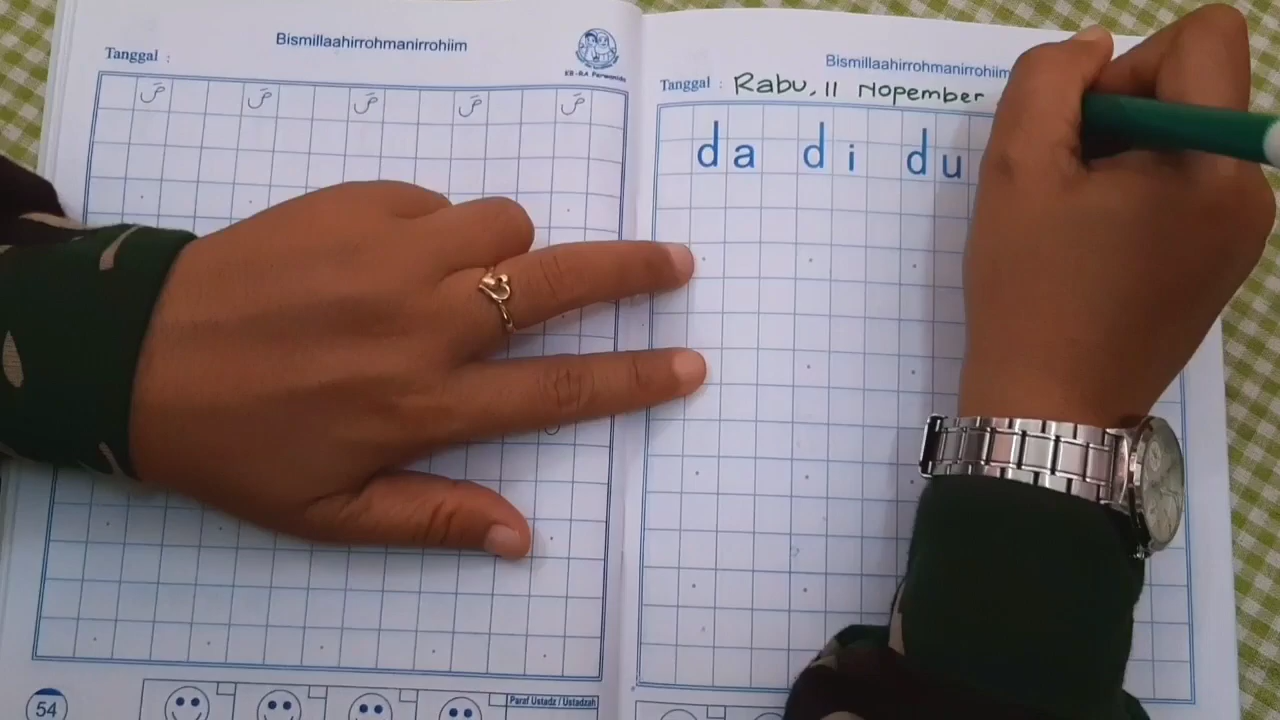 Bismillaahirrohmanirrohiim
Tanggal :
صَ صَ صَ صَ صَ
54
Paraf Ustadz / Ustadzah
Bismillaahirrohmanirrohiim
Tanggal : Rabu, 11 Nopember
da di du